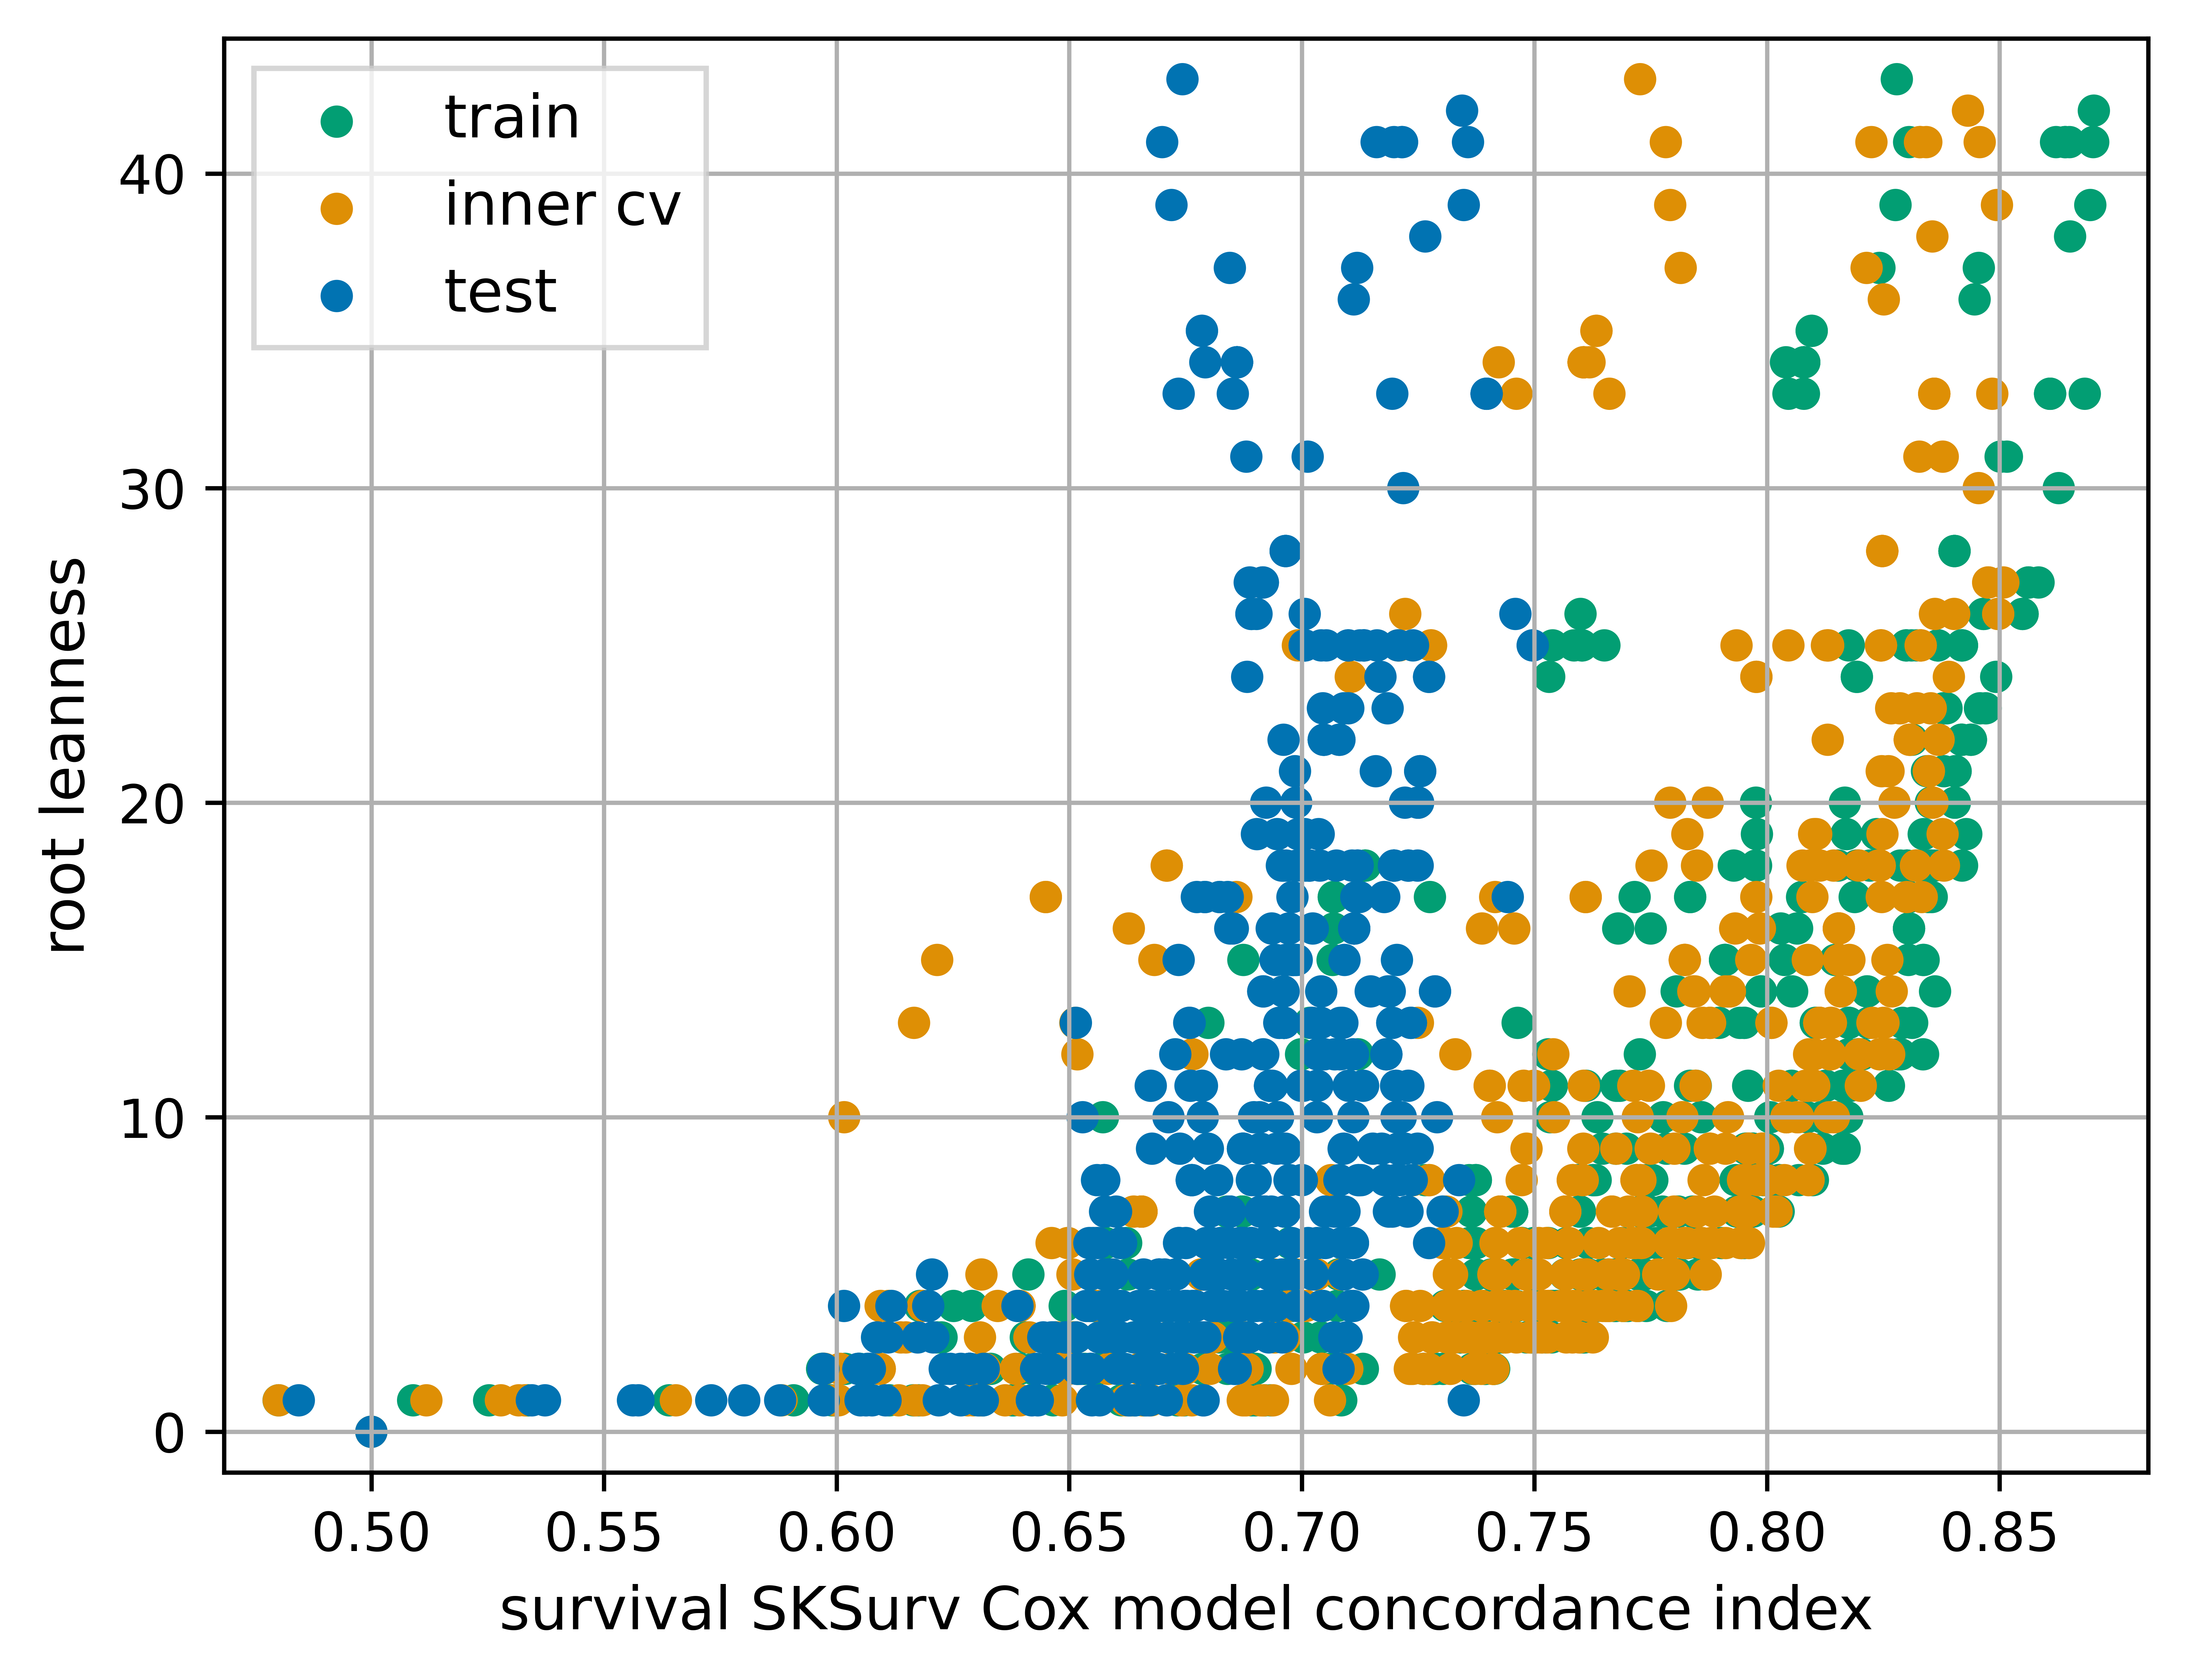 train
inner cv
test
40
30
20
10
0
root leanness
0.50 0.55 0.60 0.65 0.70 0.75 0.80 0.85
survival SKSurv Cox model concordance index